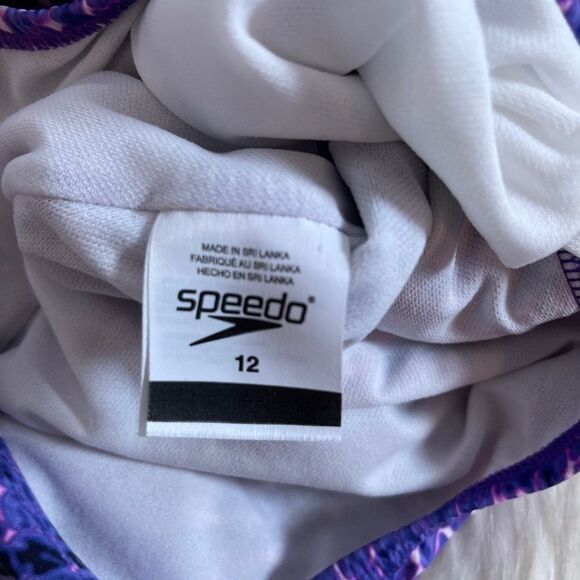 MADE IN SRI LANKA
FABRIQUÉ AU SRI LANKA
HECHO EN SRI LANKA
speedo®
12